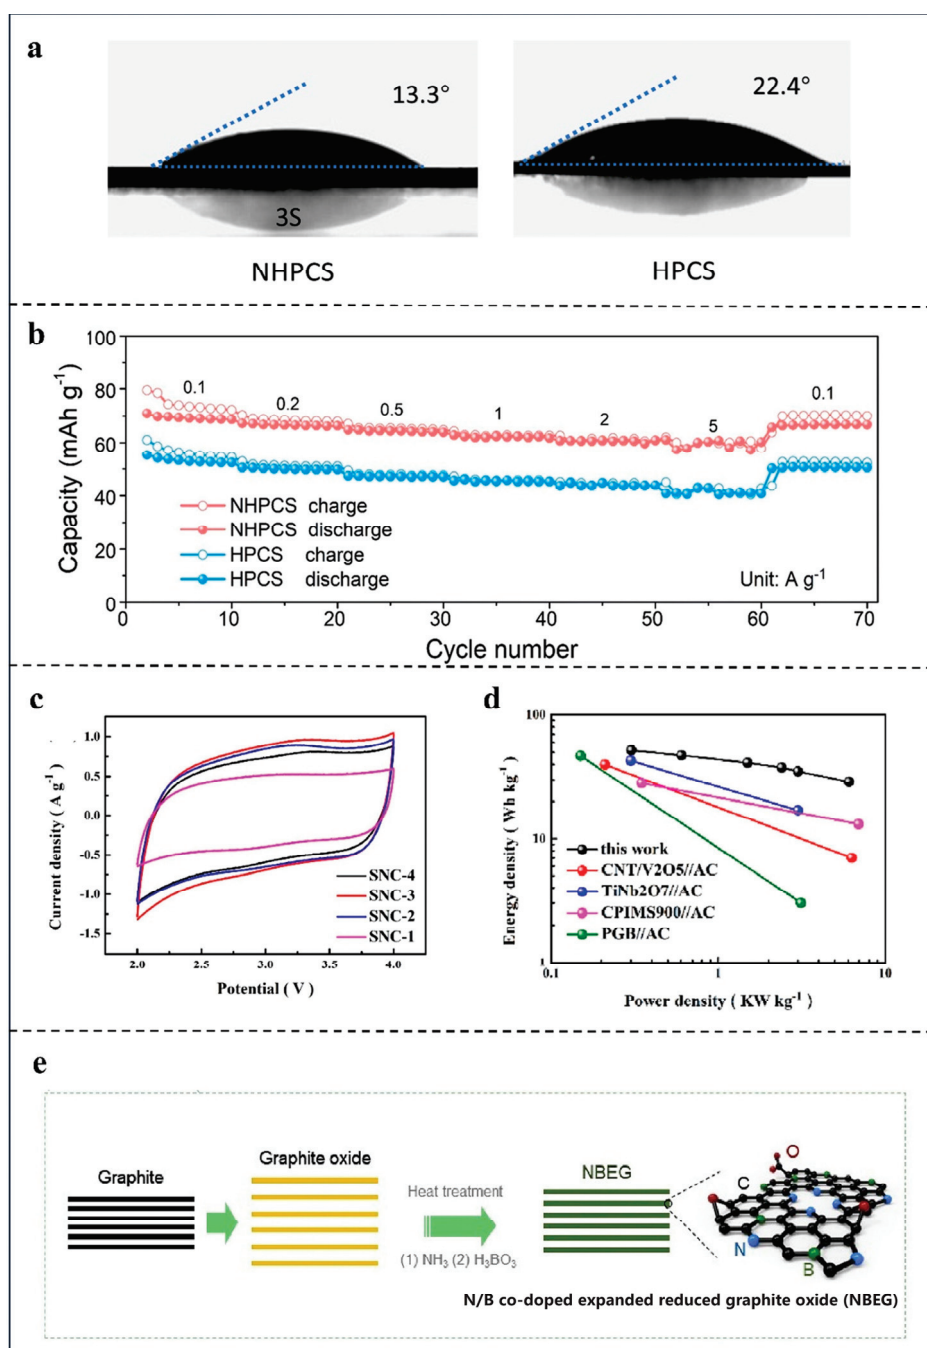 a
13.3°
22.4°
3S
NHPCS
HPCS
b
100
80
60
40
20
0
0.1
0.2
0.5
1
2
5
0.1
NHPCS charge
NHPCS discharge
HPCS charge
HPCS discharge
Unit: A g⁻¹
0 10 20 30 40 50 60 70
Capacity (mAh g⁻¹)
Cycle number
c
1.0
0.5
0.0
-0.5
-1.0
-1.5
SNC-4
SNC-3
SNC-2
SNC-1
2.0 2.5 3.0 3.5 4.0
Current density ( A g⁻¹)
Potential ( V )
d
100
10
1
this work
CNT/V2O5//AC
TiNb2O7//AC
CPIMS900//AC
PGB//AC
0.1 1 10
Energy density ( Wh kg⁻¹)
Power density ( KW kg⁻¹)
e
Graphite
Graphite oxide
Heat treatment
(1) NH₃ (2) H₃BO₃
NBEG
O
C
N
B
N/B co-doped expanded reduced graphite oxide (NBEG)